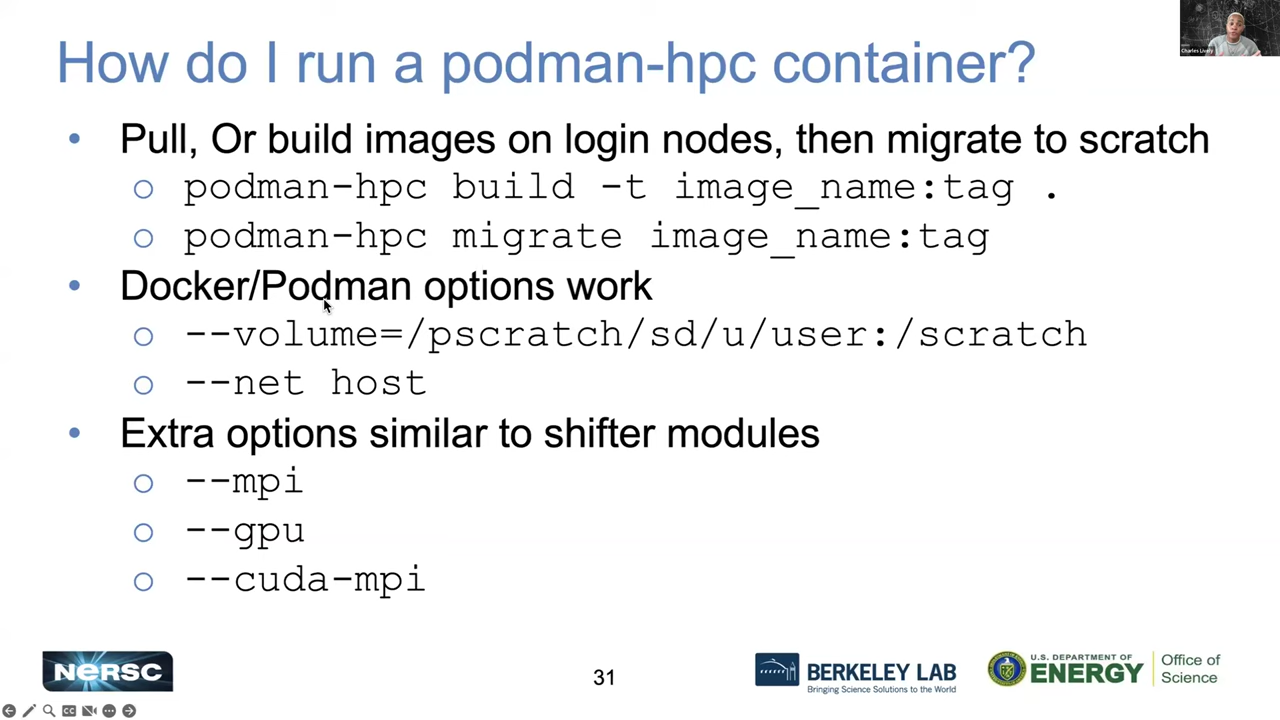 Charles Lively
How do I run a podman-hpc container?
• Pull, Or build images on login nodes, then migrate to scratch
o podman-hpc build -t image_name:tag .
o podman-hpc migrate image_name:tag
• Docker/Podman options work
o --volume=/pscratch/sd/u/user:/scratch
o --net host
• Extra options similar to shifter modules
o --mpi
o --gpu
o --cuda-mpi
NERSC
31
BERKELEY LAB
Bringing Science Solutions to the World
U.S. DEPARTMENT OF
ENERGY
Office of
Science